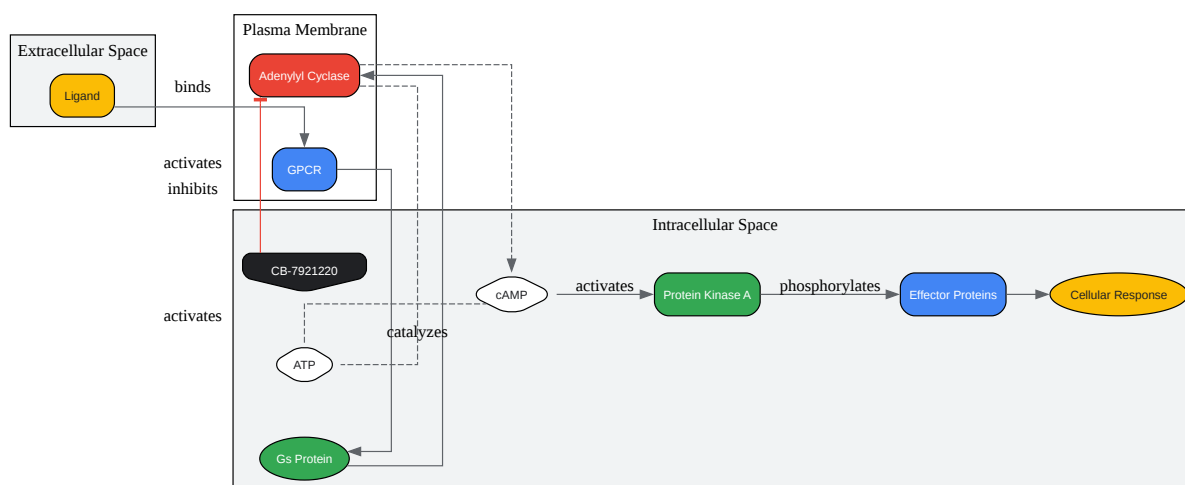 Plasma Membrane
Extracellular Space
Adenylyl Cyclase
Ligand
binds
activates
GPCR
inhibits
Intracellular Space
CB-7921220
cAMP
activates
Protein Kinase A
phosphorylates
Effector Proteins
Cellular Response
activates
catalyzes
ATP
Gs Protein